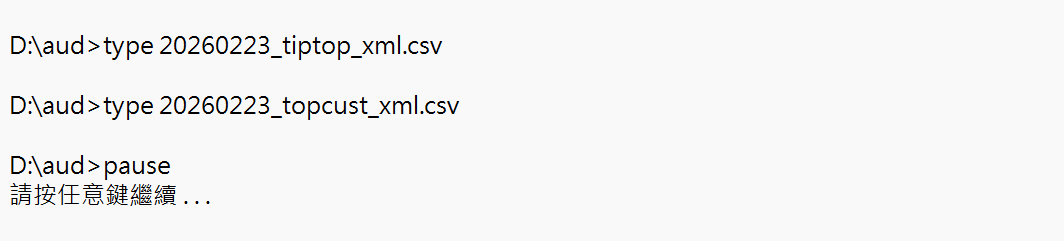 D:\aud>type 20260223_tiptop_xml.csv
D:\aud>type 20260223_topcust_xml.csv
D:\aud>pause
請按任意鍵繼續 . . .